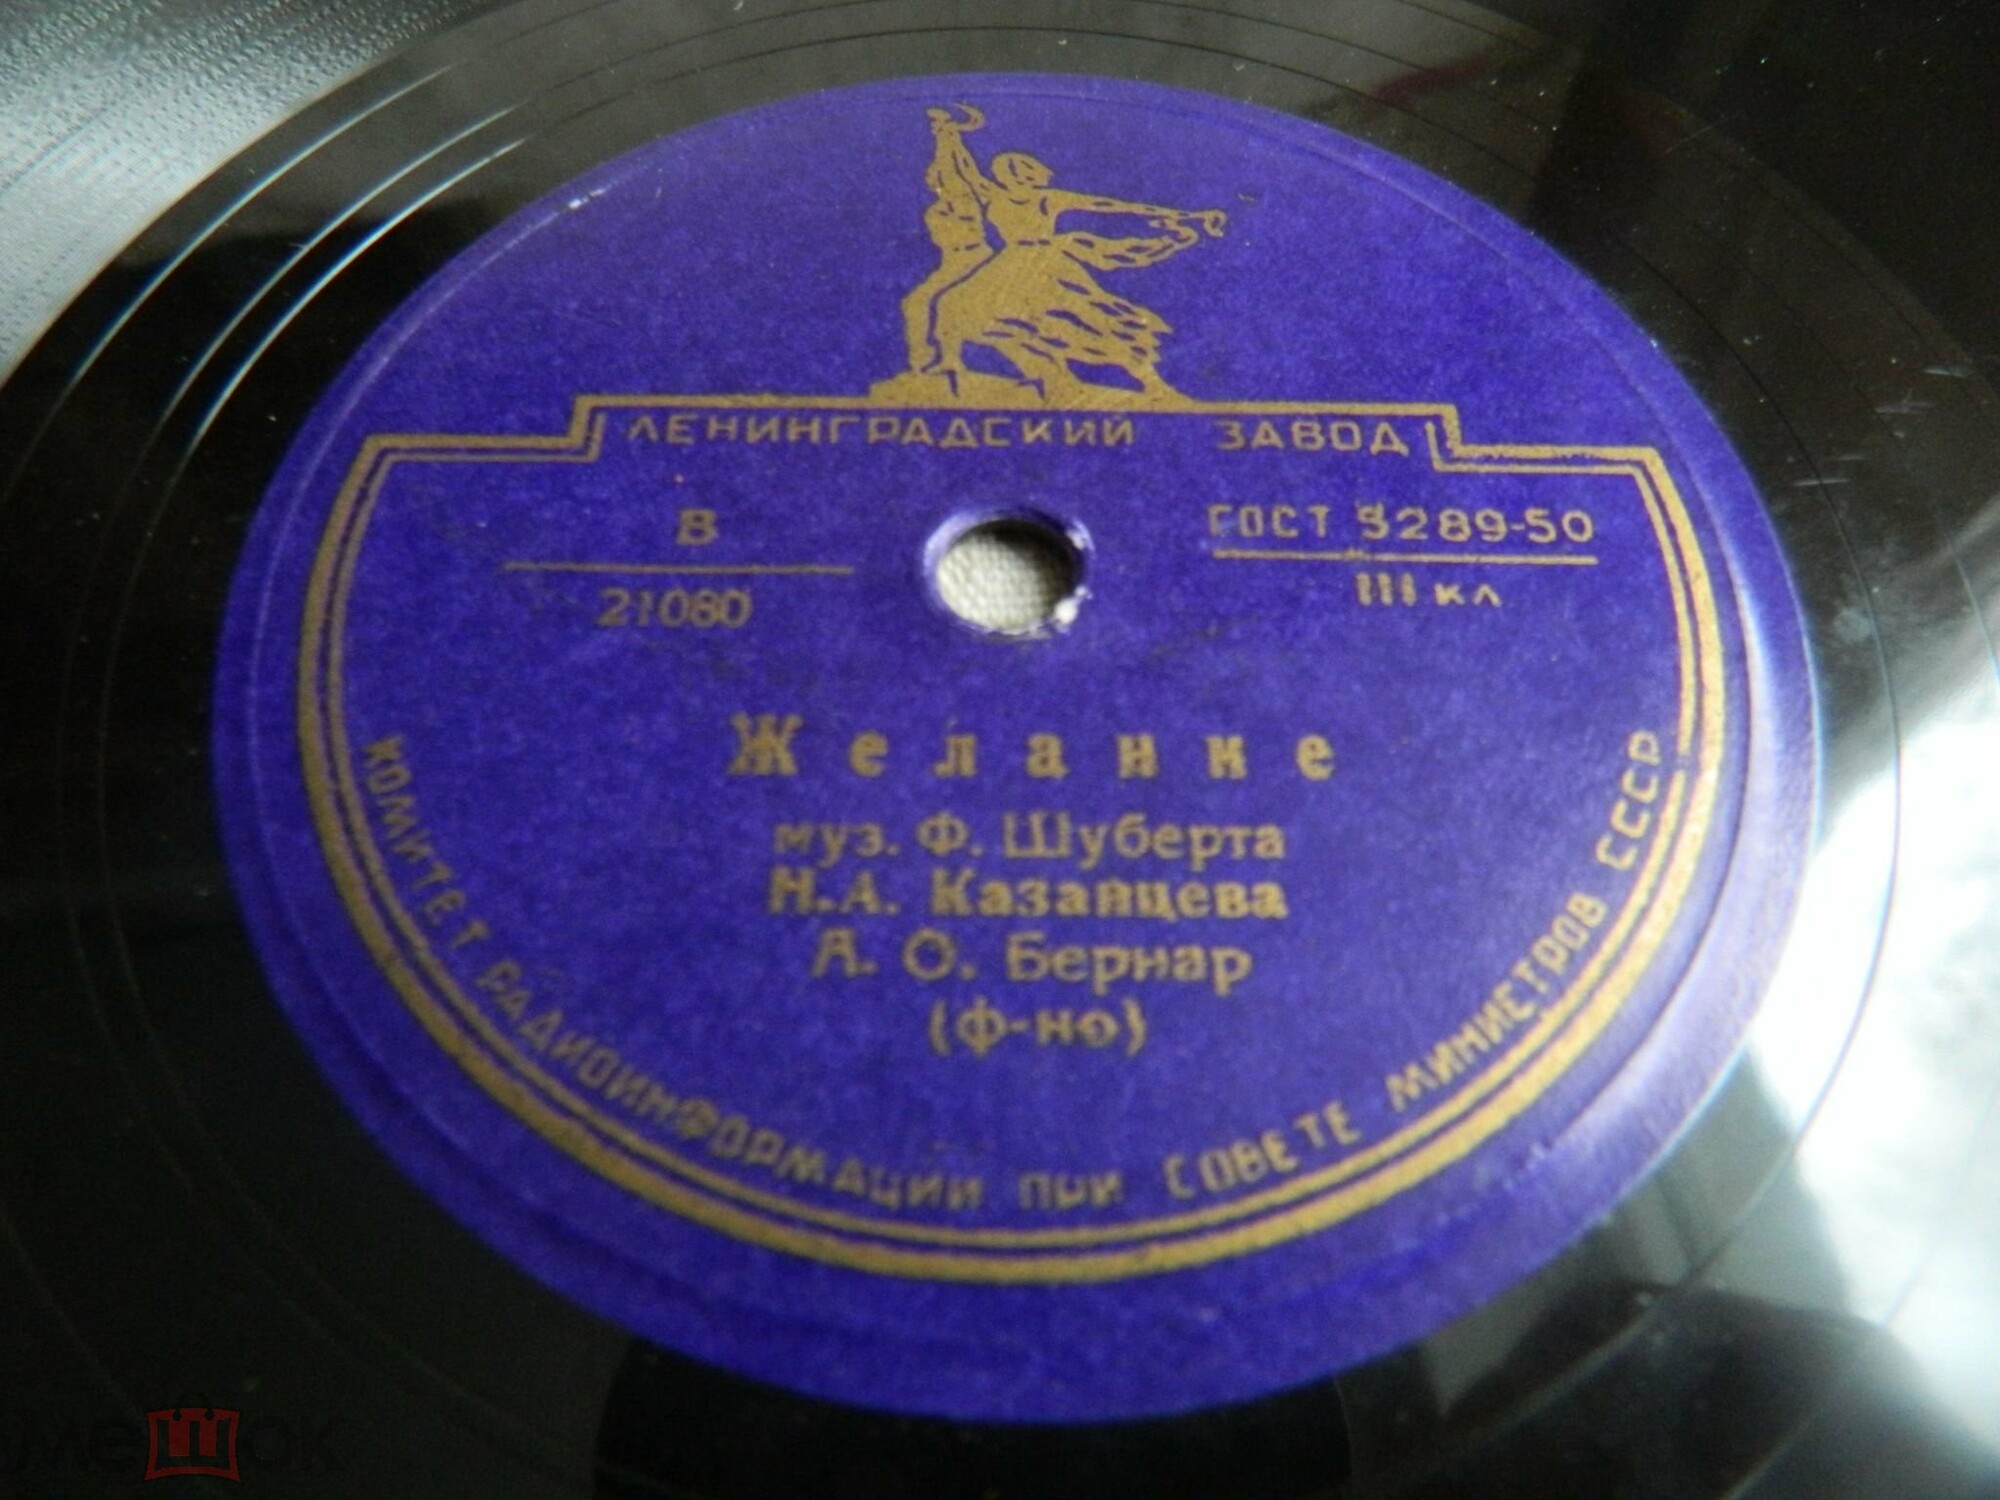 ЛЕНИНГРАДСКИЙ ЗАВОД
В
21080
ГОСТ 5289-50
III кл
Желание
муз. Ф. Шуберта
Н.А. Казанцева
А. О. Бернар
(ф-но)
КОМИТЕТ РАДИОИНФОРМАЦИИ ПРИ СОВЕТЕ МИНИСТРОВ СССР
мешок